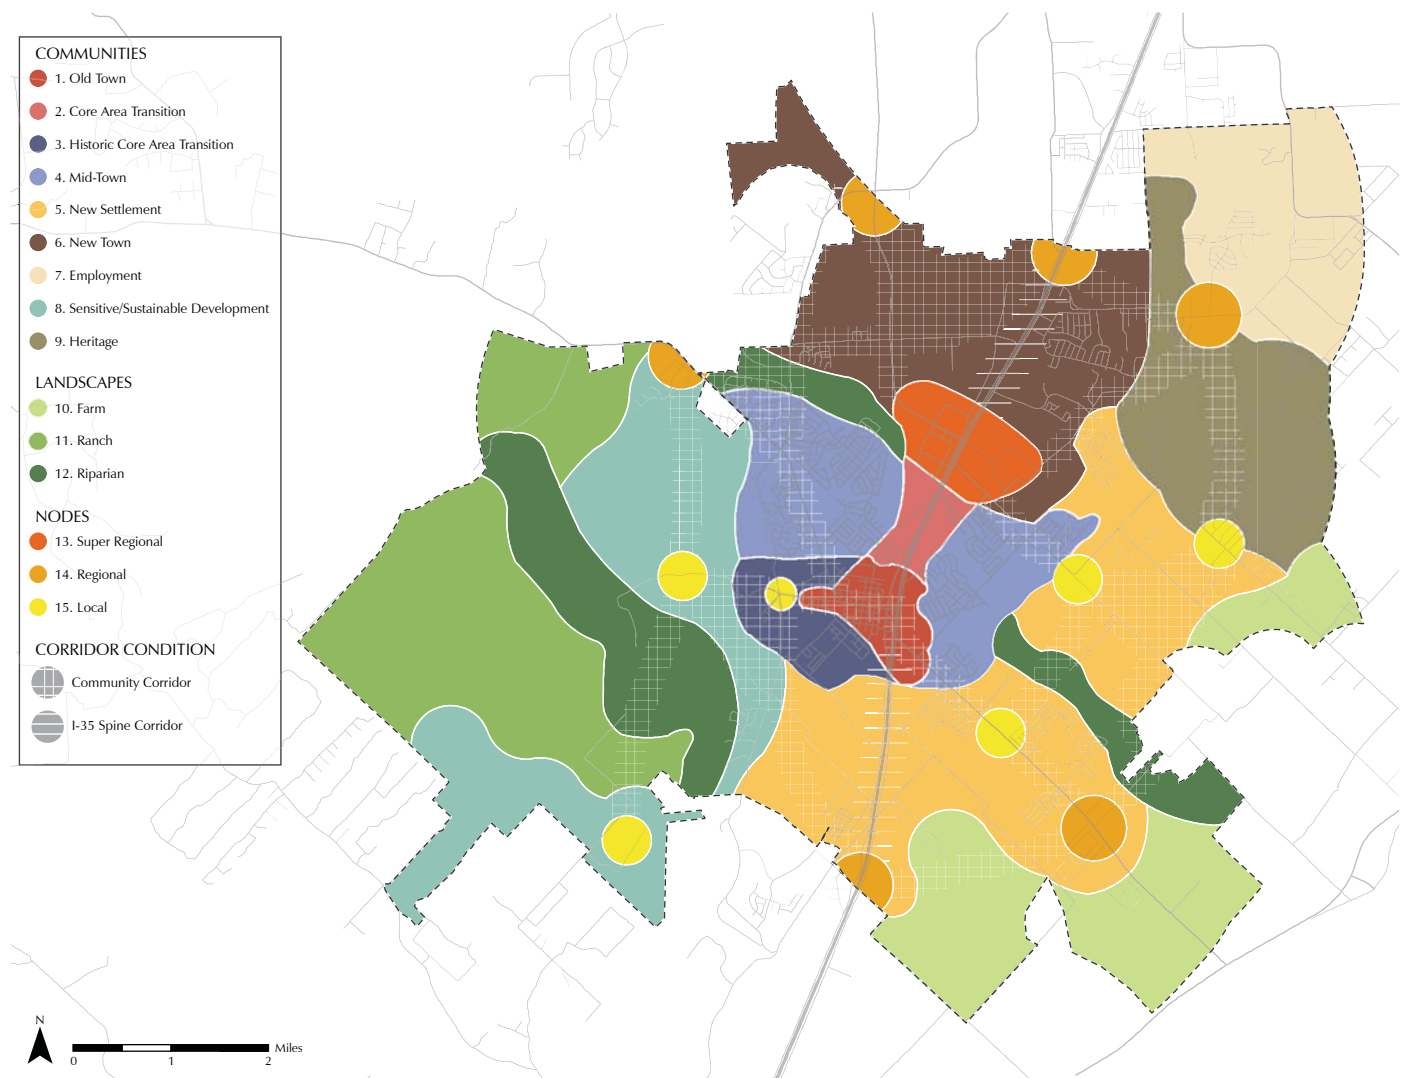 COMMUNITIES
1. Old Town
2. Core Area Transition
3. Historic Core Area Transition
4. Mid-Town
5. New Settlement
6. New Town
7. Employment
8. Sensitive/Sustainable Development
9. Heritage
LANDSCAPES
10. Farm
11. Ranch
12. Riparian
NODES
13. Super Regional
14. Regional
15. Local
CORRIDOR CONDITION
Community Corridor
I-35 Spine Corridor
N
Miles
0 1 2